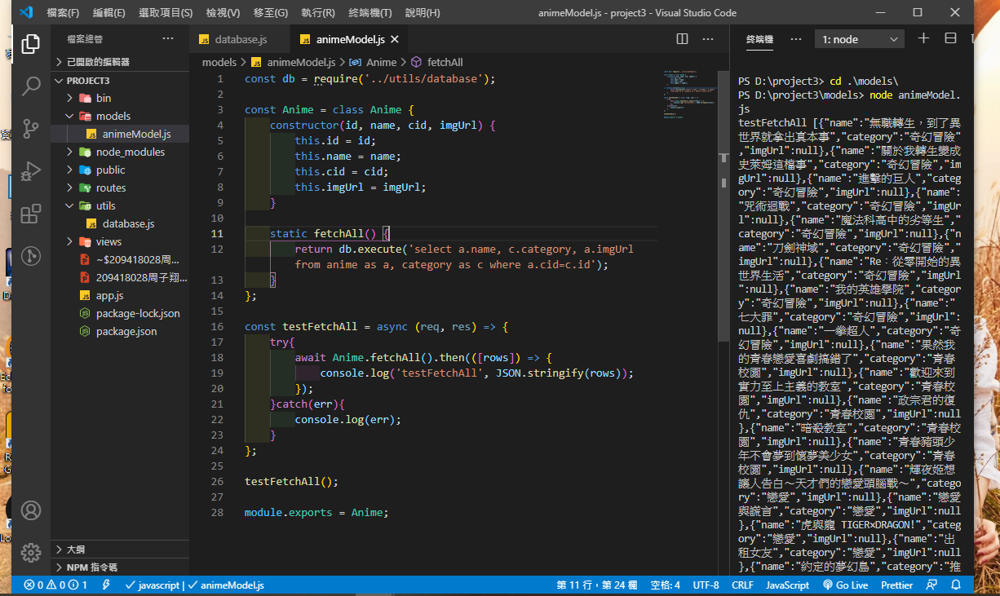 檔案(F) 編輯(E) 選取項目(S) 檢視(V) 移至(G) 執行(R) 終端機(T) 說明(H) animeModel.js - project3 - Visual Studio Code
檔案總管 ···
已開啟的編輯器
PROJECT3
bin
models
animeModel.js
node_modules
public
routes
utils
database.js
views
~$209418028周...
209418028周子翔...
app.js
package-lock.json
package.json
大綱
NPM 指令碼
database.js animeModel.js
models > animeModel.js > Anime > fetchAll
1 const db = require('../utils/database');
2
3 const Anime = class Anime {
4 constructor(id, name, cid, imgUrl) {
5 this.id = id;
6 this.name = name;
7 this.cid = cid;
8 this.imgUrl = imgUrl;
9 }
10
11 static fetchAll() {
12 return db.execute('select a.name, c.category, a.imgUrl
from anime as a, category as c where a.cid=c.id');
13 }
14 };
15
16 const testFetchAll = async (req, res) => {
17 try{
18 await Anime.fetchAll().then(([rows]) => {
19 console.log('testFetchAll', JSON.stringify(rows));
20 });
21 }catch(err){
22 console.log(err);
23 }
24 };
25
26 testFetchAll();
27
28 module.exports = Anime;
終端機 ··· 1: node
PS D:\project3> cd .\models\
PS D:\project3\models> node animeModel.
js
testFetchAll [{"name":"無職轉生，到了異
世界就拿出真本事","category":"奇幻冒險"
,"imgUrl":null},{"name":"關於我轉生變成
史萊姆這檔事","category":"奇幻冒險","im
gUrl":null},{"name":"進擊的巨人","categ
ory":"奇幻冒險","imgUrl":null},{"name":
"咒術迴戰","category":"奇幻冒險","imgUr
l":null},{"name":"魔法科高中的劣等生",
"category":"奇幻冒險","imgUrl":null},{"na
me":"刀劍神域","category":"奇幻冒險","
imgUrl":null},{"name":"Re：從零開始的異
世界生活","category":"奇幻冒險","imgUrl
":null},{"name":"我的英雄學院","categor
y":"奇幻冒險","imgUrl":null},{"name":"
七大罪","category":"奇幻冒險","imgUrl":
null},{"name":"一拳超人","category":"奇
幻冒險","imgUrl":null},{"name":"果然我
的青春戀愛喜劇搞錯了","category":"青春
校園","imgUrl":null},{"name":"歡迎來到
實力至上主義的教室","category":"青春校
園","imgUrl":null},{"name":"政宗君的復
仇","category":"青春校園","imgUrl":null
},{"name":"暗殺教室","category":"青春校
園","imgUrl":null},{"name":"青春豬頭少
年不會夢到懷夢美少女","category":"青春
校園","imgUrl":null},{"name":"輝夜姬想
讓人告白～天才們的戀愛頭腦戰～","catego
ry":"戀愛","imgUrl":null},{"name":"戀愛
與謊言","category":"戀愛","imgUrl":null
},{"name":"虎與龍 TIGER×DRAGON!","categ
ory":"戀愛","imgUrl":null},{"name":"出
租女友","category":"戀愛","imgUrl":null
},{"name":"約定的夢幻島","category":"推
0 0 1 javascript | animeModel.js 第 11 行，第 24 欄 空格: 4 UTF-8 CRLF JavaScript Go Live Prettier